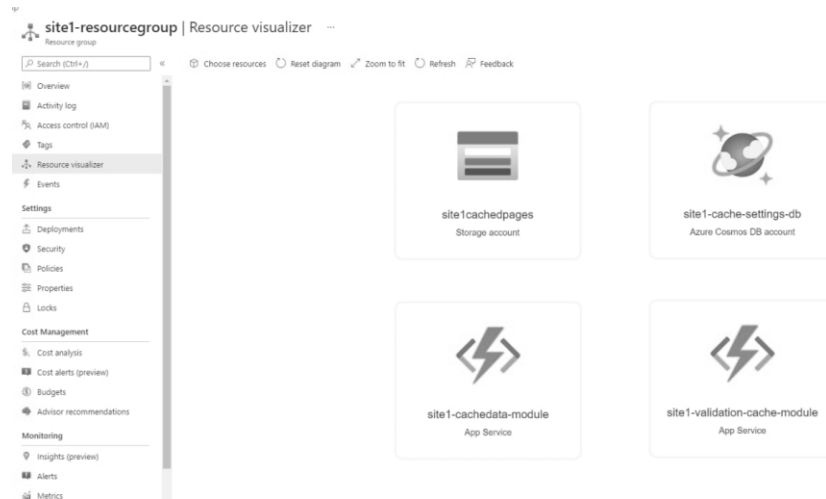 site1-resourcegroup | Resource visualizer ...
Resource group
Search (Ctrl+/)
«
Choose resources Reset diagram Zoom to fit Refresh Feedback
Overview
Activity log
Access control (IAM)
Tags
Resource visualizer
Events
Settings
Deployments
Security
Policies
Properties
Locks
Cost Management
Cost analysis
Cost alerts (preview)
Budgets
Advisor recommendations
Monitoring
Insights (preview)
Alerts
Metrics
site1cachedpages
Storage account
site1-cache-settings-db
Azure Cosmos DB account
site1-cachedata-module
App Service
site1-validation-cache-module
App Service